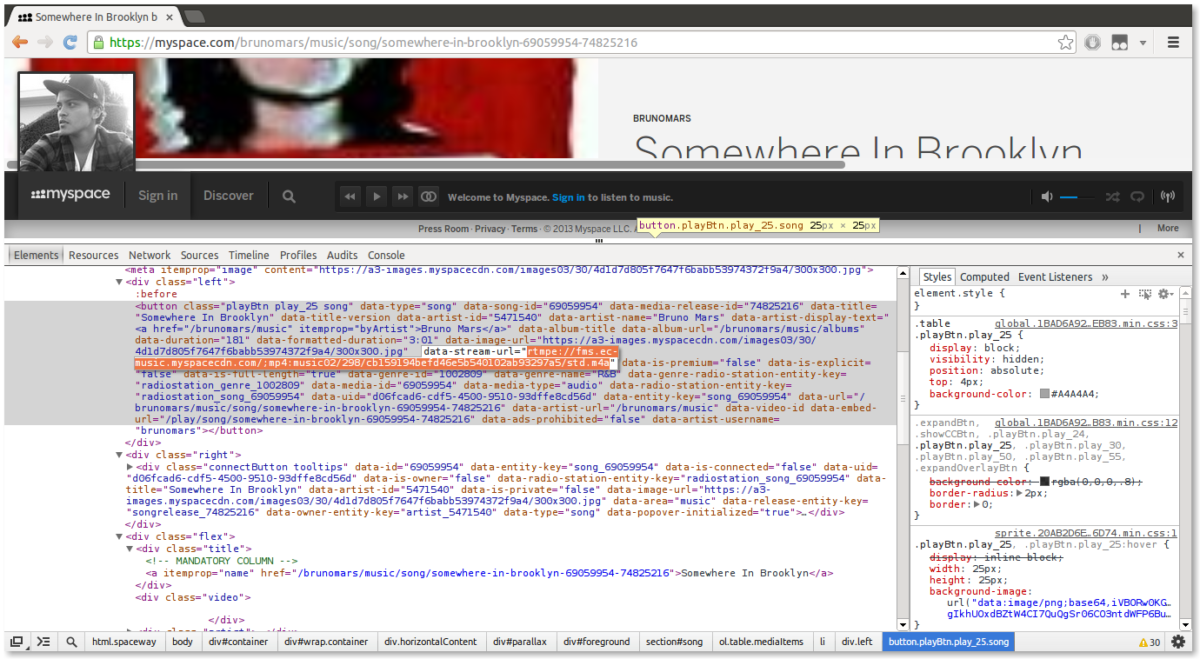 Somewhere In Brooklyn b ×
https://myspace.com/brunomars/music/song/somewhere-in-brooklyn-69059954-74825216
BRUNOMARS
Somewhere In Brooklyn
myspace Sign in Discover Welcome to Myspace. Sign in to listen to music.
Press Room · Privacy · Terms · © 2013 Myspace LLC. More
button.playBtn.play_25.song 25px × 25px
Elements Resources Network Sources Timeline Profiles Audits Console ×
<meta itemprop="image" content="https://a3-images.myspacecdn.com/images03/30/4d1d7d805f7647f6babb53974372f9a4/300x300.jpg">
▼<div class="left">
:before
<button class="playBtn play_25 song" data-type="song" data-song-id="69059954" data-media-release-id="74825216" data-title=
"Somewhere In Brooklyn" data-title-version data-artist-id="5471540" data-artist-name="Bruno Mars" data-artist-display-text="
<a href="/brunomars/music" itemprop="byArtist">Bruno Mars</a>" data-album-title data-album-url="/brunomars/music/albums"
data-duration="181" data-formatted-duration="3:01" data-image-url="https://a3-images.myspacecdn.com/images03/30/
4d1d7d805f7647f6babb53974372f9a4/300x300.jpg" data-stream-url="rtmpe://fms.ec-
music.myspacecdn.com/;mp4:music02/298/cb159194befd46e5b540102ab93297a5/std.m4a" data-is-premium="false" data-is-explicit=
"false" data-is-full-length="true" data-genre-id="1002809" data-genre-name="R&B" data-genre-radio-station-entity-key=
"radiostation_genre_1002809" data-media-id="69059954" data-media-type="audio" data-radio-station-entity-key=
"radiostation_song_69059954" data-uid="d06fcad6-cdf5-4500-9510-93dffe8cd56d" data-entity-key="song_69059954" data-url="/
brunomars/music/song/somewhere-in-brooklyn-69059954-74825216" data-artist-url="/brunomars/music" data-video-id data-embed-
url="/play/song/somewhere-in-brooklyn-69059954-74825216" data-ads-prohibited="false" data-artist-username=
"brunomars"></button>
</div>
▼<div class="right">
▶<div class="connectButton tooltips" data-id="69059954" data-entity-key="song_69059954" data-is-connected="false" data-uid=
"d06fcad6-cdf5-4500-9510-93dffe8cd56d" data-is-owner="false" data-radio-station-entity-key="radiostation_song_69059954" data-
title="Somewhere In Brooklyn" data-artist-id="5471540" data-is-private="false" data-image-url="https://a3-
images.myspacecdn.com/images03/30/4d1d7d805f7647f6babb53974372f9a4/300x300.jpg" data-area="music" data-release-entity-key=
"songrelease_74825216" data-owner-entity-key="artist_5471540" data-type="song" data-popover-initialized="true">…</div>
</div>
▼<div class="flex">
▼<div class="title">
<!-- MANDATORY COLUMN -->
<a itemprop="name" href="/brunomars/music/song/somewhere-in-brooklyn-69059954-74825216">Somewhere In Brooklyn</a>
</div>
<div class="video">
</div>
Styles Computed Event Listeners »
element.style {
}
.table global.1BAD6A92…EB83.min.css:3
.playBtn.play_25 {
display: block;
visibility: hidden;
position: absolute;
top: 4px;
background-color: #A4A4A4;
}
.expandBtn, global.1BAD6A92…B83.min.css:12
.showCCBtn, .playBtn.play_24,
.playBtn.play_25, .playBtn.play_30,
.playBtn.play_50, .playBtn.play_55,
.expandOverlayBtn {
background-color: rgba(0,0,0,.8);
border-radius:▶2px;
border:▶0;
}
sprite.20AB2D6E…6D74.min.css:1
.playBtn.play_25, .playBtn.play_25:hover {
display: inline-block;
width: 25px;
height: 25px;
background-image:
url("data:image/png;base64,iVBORw0KG…
gIkhUOxdBZtW4CI7QuQgSr06CO3ntdWFP6Bu…
}
html.spaceway body div#container div#wrap.container div.horizontalContent div#parallax div#foreground section#song ol.table.mediaItems li div.left button.playBtn.play_25.song 30